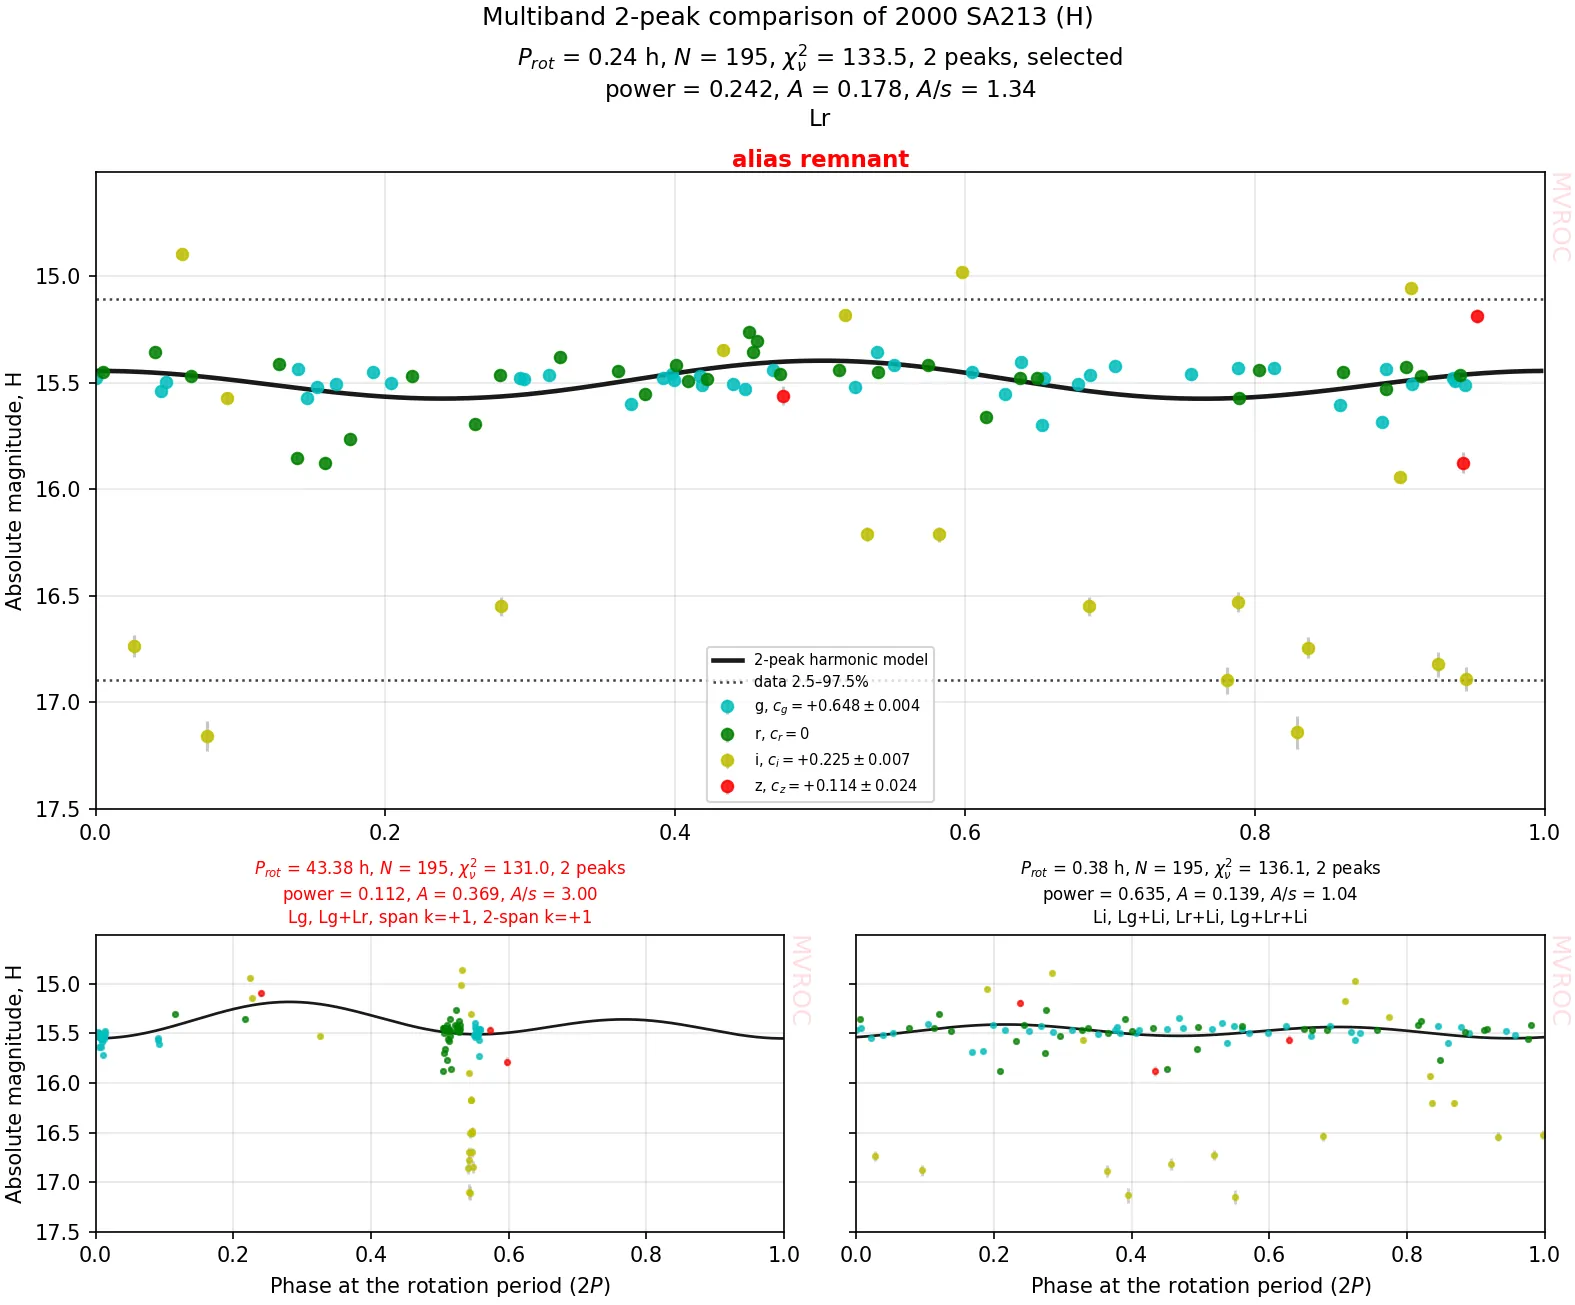 Multiband 2-peak comparison of 2000 SA213 (H)
P_rot = 0.24 h, N = 195, χ²_ν = 133.5, 2 peaks, selected
power = 0.242, A = 0.178, A/s = 1.34
Lr
alias remnant
MVROC
Absolute magnitude, H
15.0
15.5
16.0
16.5
17.0
17.5
0.0 0.2 0.4 0.6 0.8 1.0
2-peak harmonic model
data 2.5–97.5%
g, c_g = +0.648 ± 0.004
r, c_r = 0
i, c_i = +0.225 ± 0.007
z, c_z = +0.114 ± 0.024
P_rot = 43.38 h, N = 195, χ²_ν = 131.0, 2 peaks
power = 0.112, A = 0.369, A/s = 3.00
Lg, Lg+Lr, span k=+1, 2-span k=+1
MVROC
Absolute magnitude, H
15.0
15.5
16.0
16.5
17.0
17.5
0.0 0.2 0.4 0.6 0.8 1.0
Phase at the rotation period (2P)
P_rot = 0.38 h, N = 195, χ²_ν = 136.1, 2 peaks
power = 0.635, A = 0.139, A/s = 1.04
Li, Lg+Li, Lr+Li, Lg+Lr+Li
MVROC
0.0 0.2 0.4 0.6 0.8 1.0
Phase at the rotation period (2P)